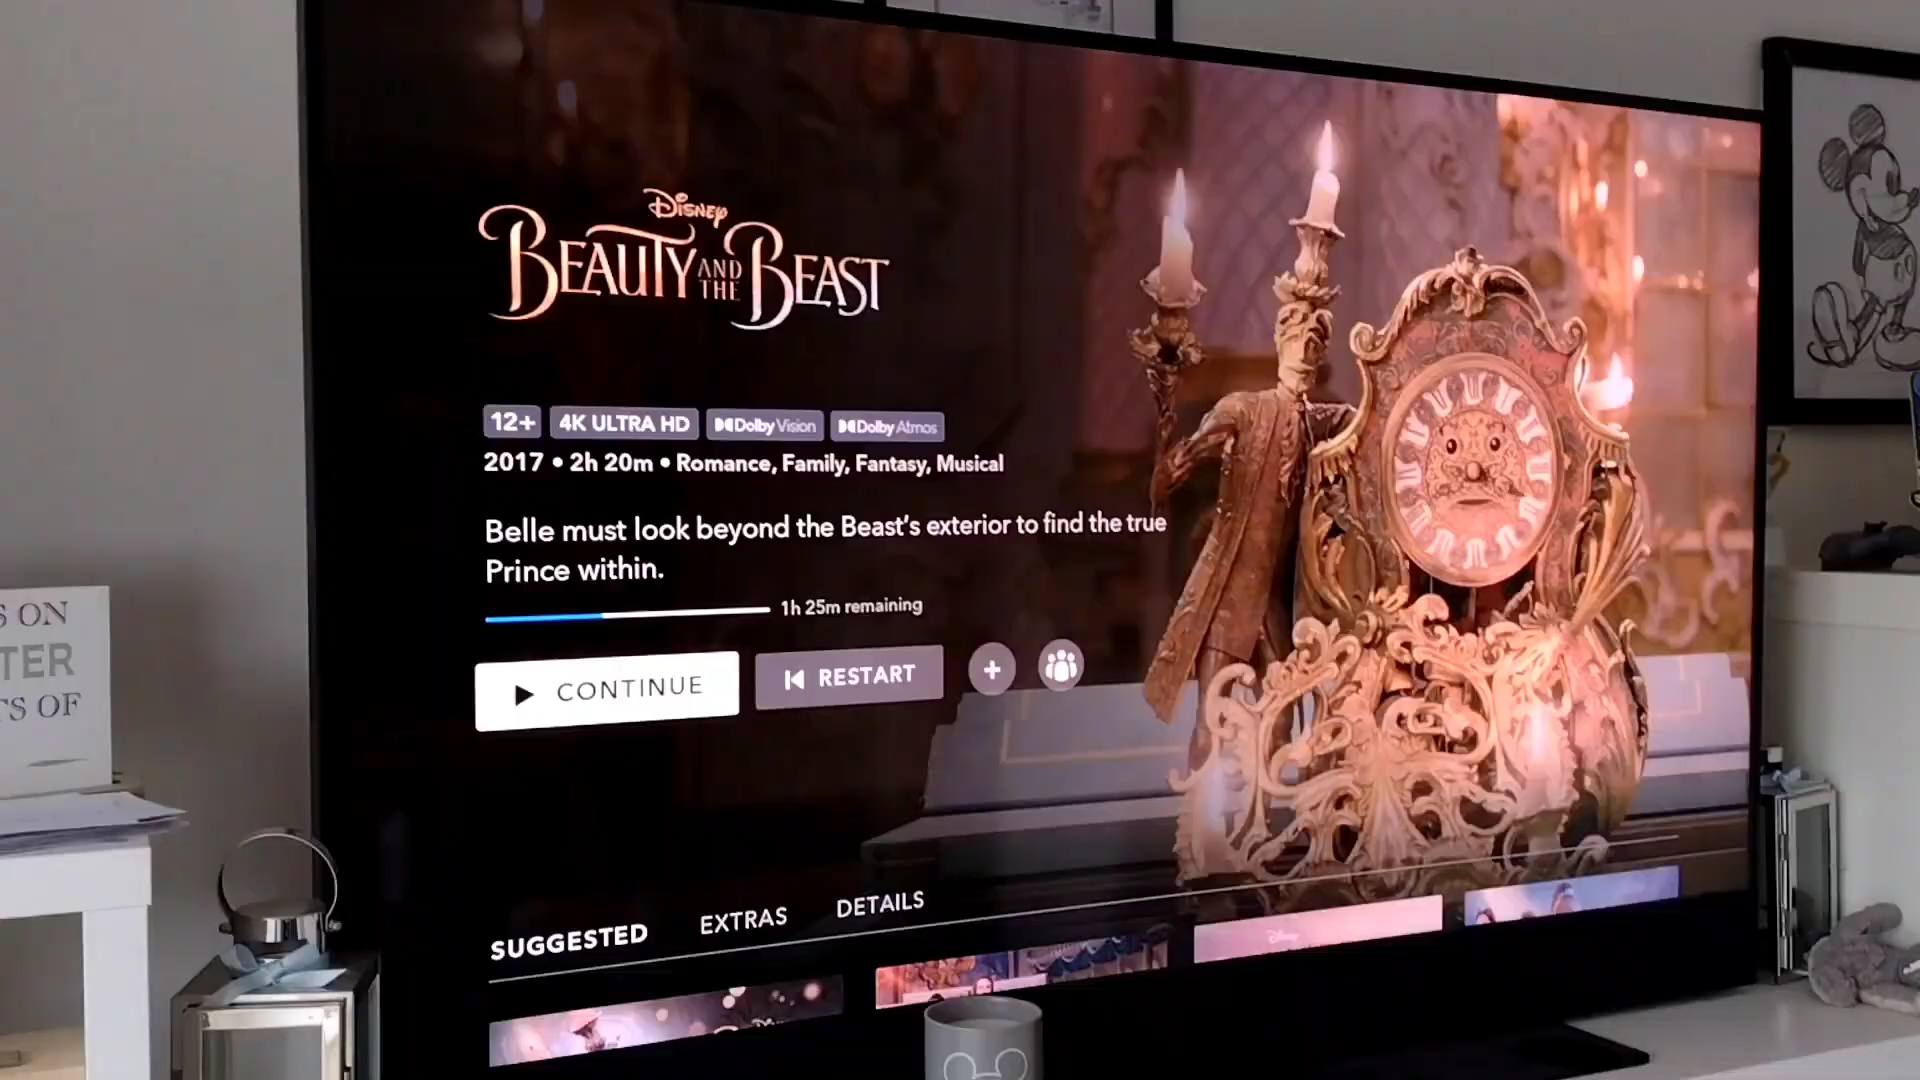 Disney
BEAUTY AND THE BEAST
12+ 4K ULTRA HD Dolby Vision Dolby Atmos
2017 • 2h 20m • Romance, Family, Fantasy, Musical
Belle must look beyond the Beast's exterior to find the true
Prince within.
1h 25m remaining
CONTINUE RESTART
SUGGESTED EXTRAS DETAILS
Disney
S ON
TER
TS OF